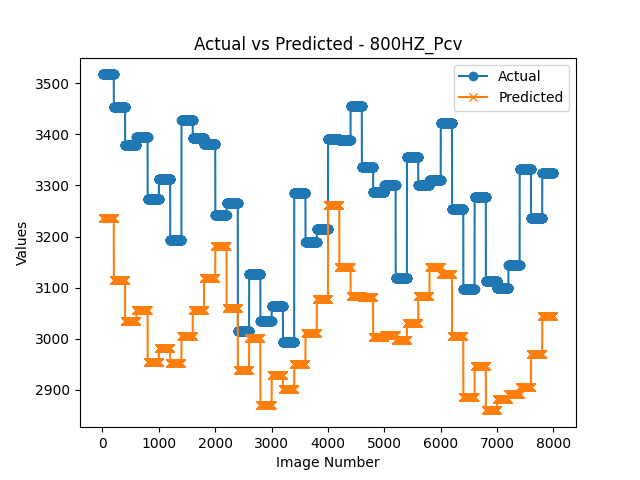 Actual vs Predicted - 800HZ_Pcv
Actual
Predicted
Values
3500
3400
3300
3200
3100
3000
2900
0 1000 2000 3000 4000 5000 6000 7000 8000
Image Number